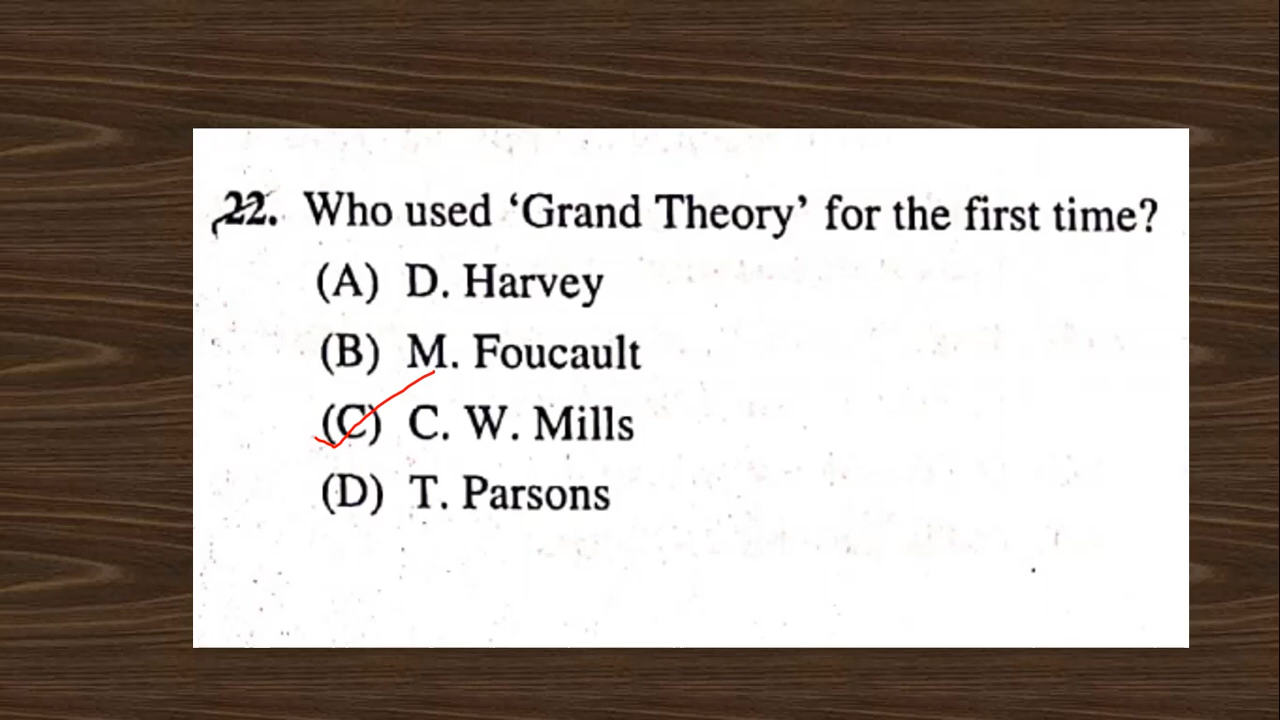 22. Who used ‘Grand Theory’ for the first time?
(A) D. Harvey
(B) M. Foucault
(C) C. W. Mills
(D) T. Parsons